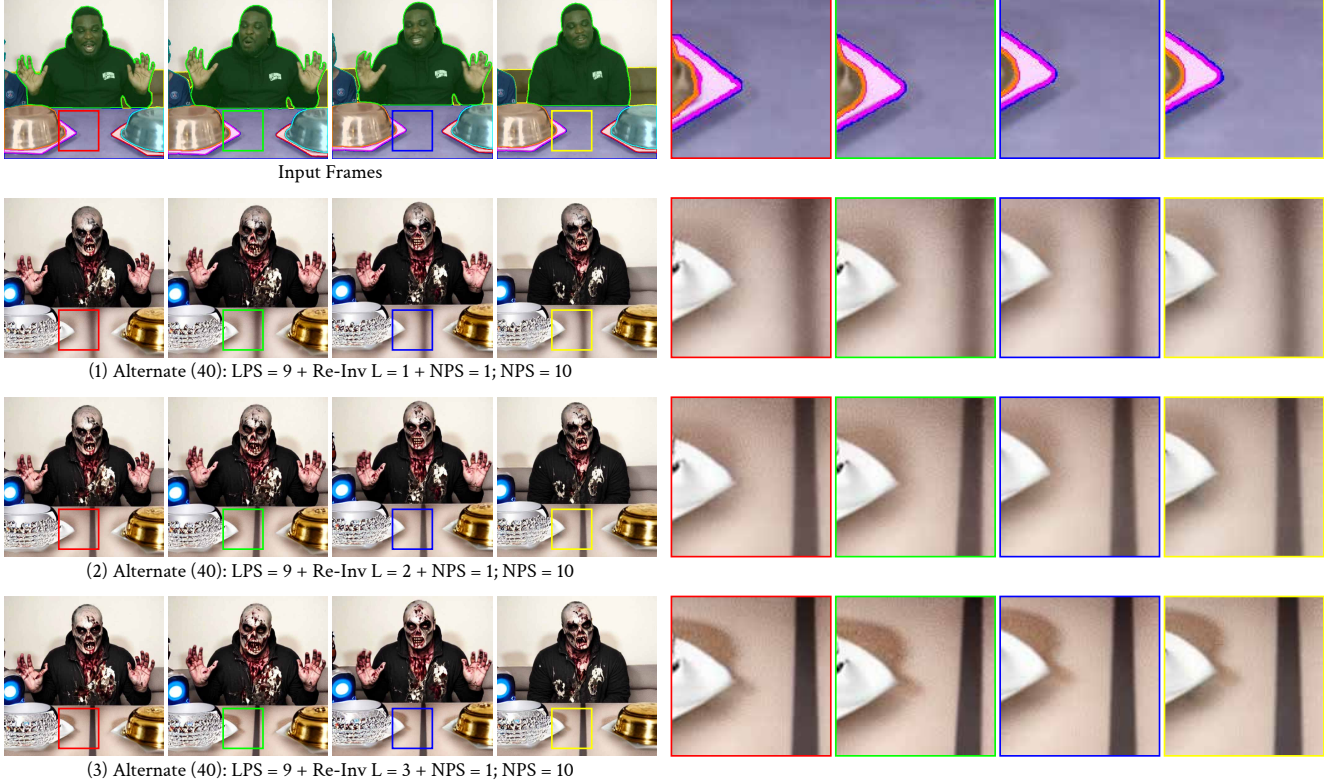 Input Frames
(1) Alternate (40): LPS = 9 + Re-Inv L = 1 + NPS = 1; NPS = 10
(2) Alternate (40): LPS = 9 + Re-Inv L = 2 + NPS = 1; NPS = 10
(3) Alternate (40): LPS = 9 + Re-Inv L = 3 + NPS = 1; NPS = 10